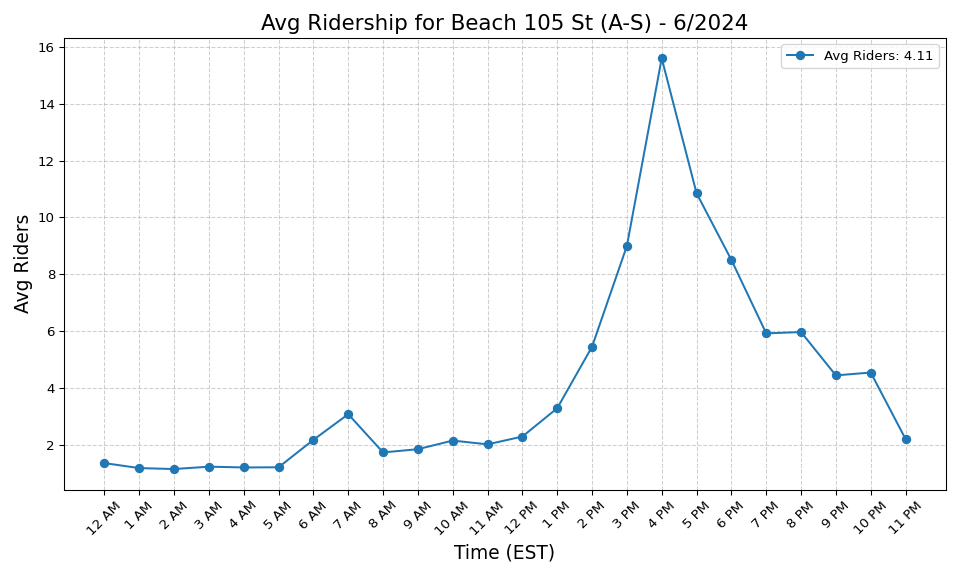 Avg Ridership for Beach 105 St (A-S) - 6/2024
Avg Riders: 4.11
Avg Riders
16
14
12
10
8
6
4
2
12 AM
1 AM
2 AM
3 AM
4 AM
5 AM
6 AM
7 AM
8 AM
9 AM
10 AM
11 AM
12 PM
1 PM
2 PM
3 PM
4 PM
5 PM
6 PM
7 PM
8 PM
9 PM
10 PM
11 PM
Time (EST)